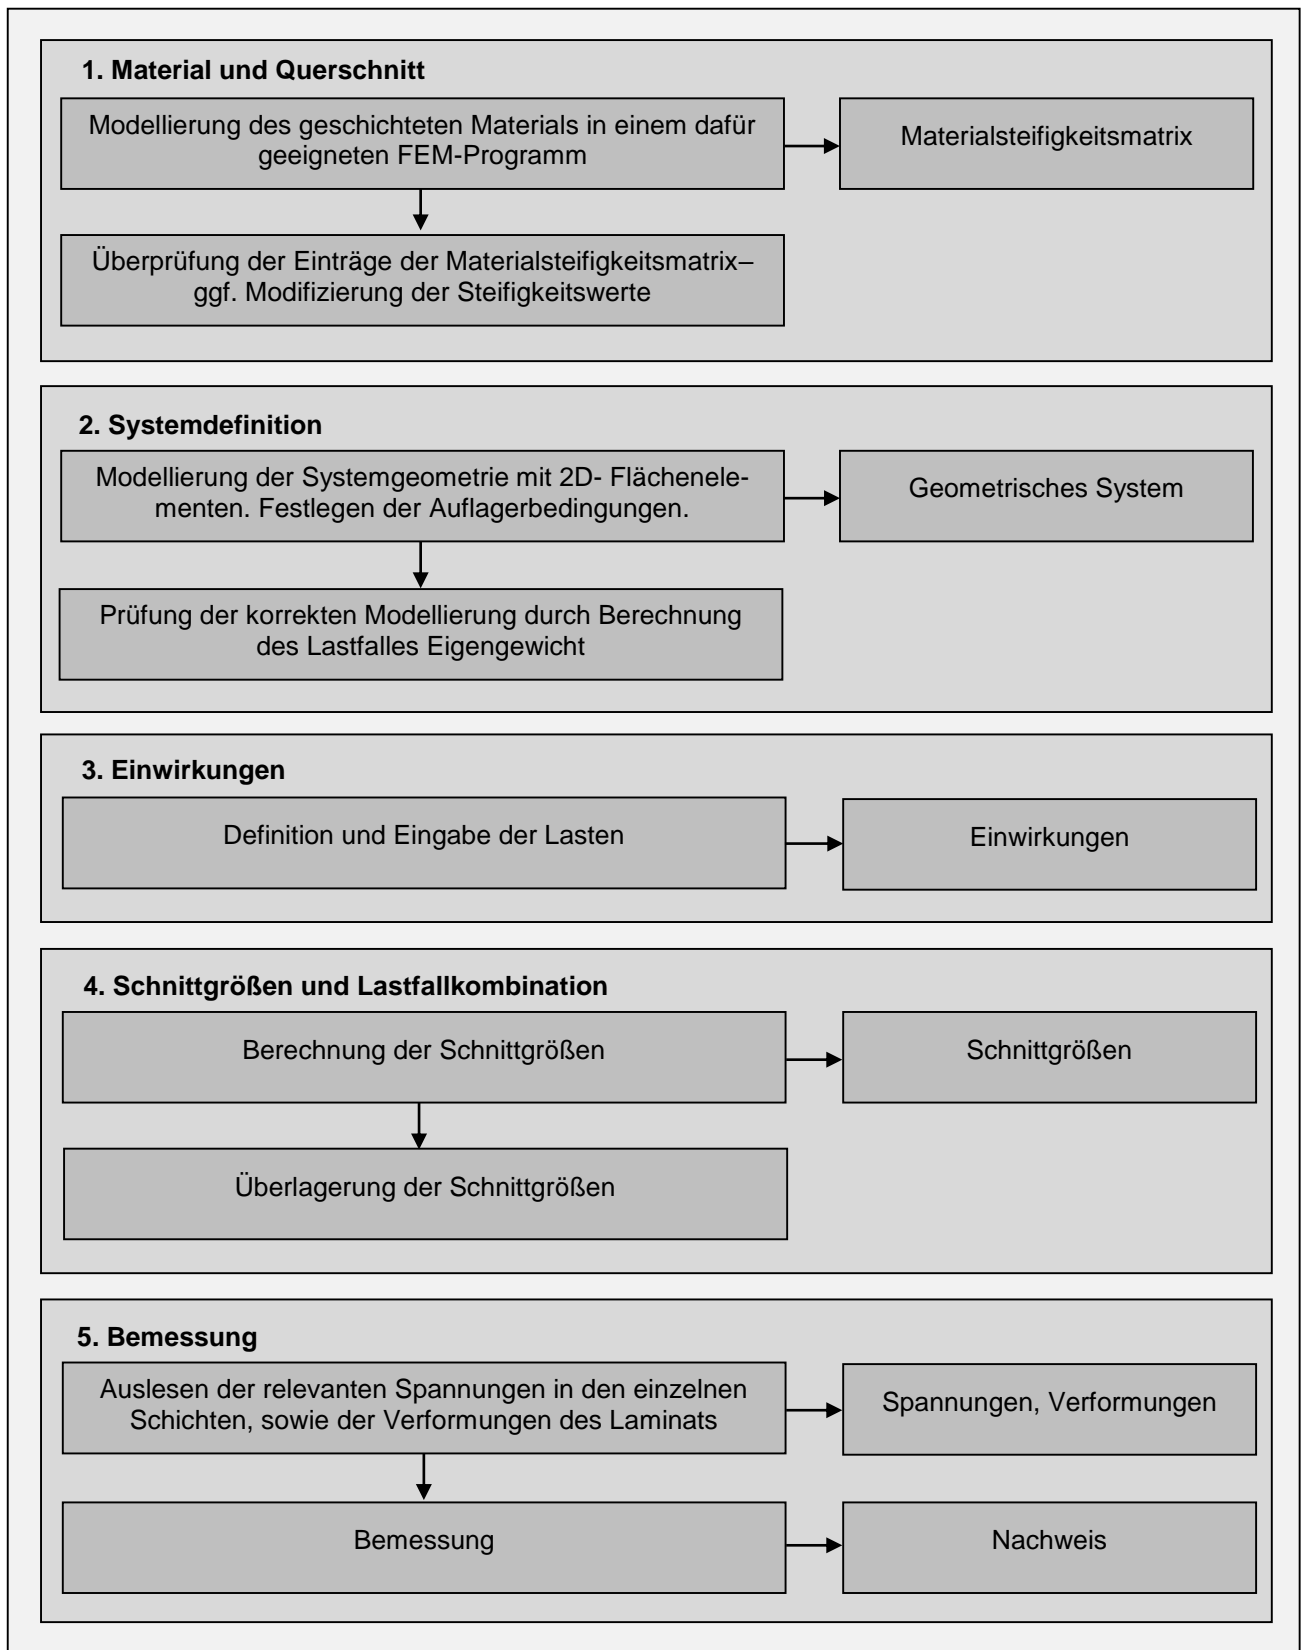 1. Material und Querschnitt
Modellierung des geschichteten Materials in einem dafür
geeigneten FEM-Programm
Materialsteifigkeitsmatrix
Überprüfung der Einträge der Materialsteifigkeitsmatrix–
ggf. Modifizierung der Steifigkeitswerte
2. Systemdefinition
Modellierung der Systemgeometrie mit 2D- Flächenele-
menten. Festlegen der Auflagerbedingungen.
Geometrisches System
Prüfung der korrekten Modellierung durch Berechnung
des Lastfalles Eigengewicht
3. Einwirkungen
Definition und Eingabe der Lasten
Einwirkungen
4. Schnittgrößen und Lastfallkombination
Berechnung der Schnittgrößen
Schnittgrößen
Überlagerung der Schnittgrößen
5. Bemessung
Auslesen der relevanten Spannungen in den einzelnen
Schichten, sowie der Verformungen des Laminats
Spannungen, Verformungen
Bemessung
Nachweis